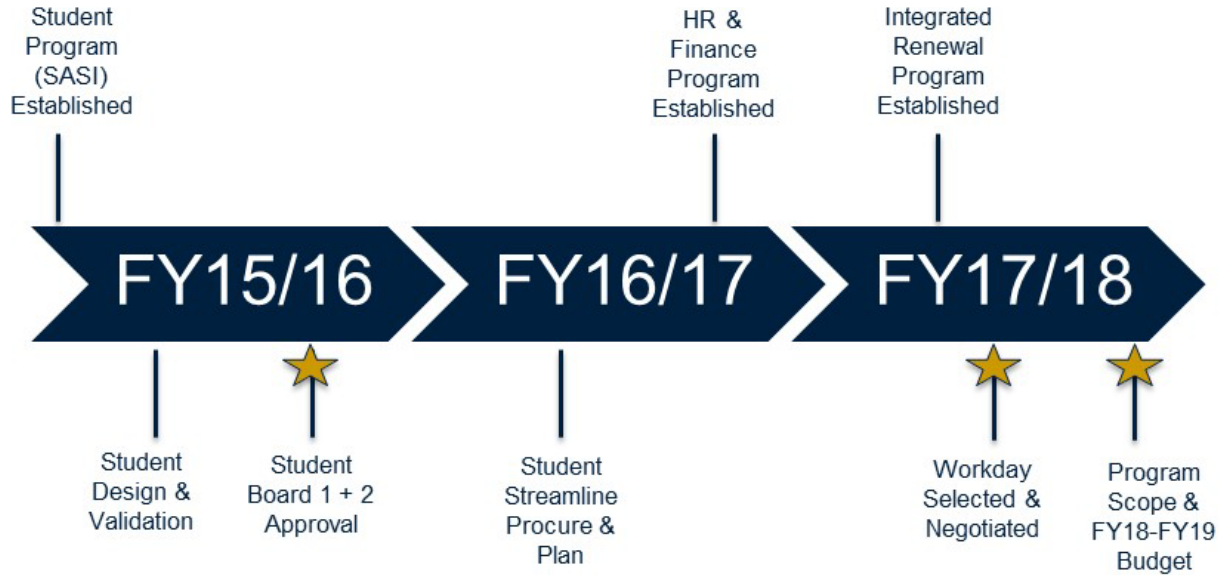 Student
Program
(SASI)
Established
HR &
Finance
Program
Established
Integrated
Renewal
Program
Established
FY15/16
FY16/17
FY17/18
Student
Design &
Validation
Student
Board 1 + 2
Approval
Student
Streamline
Procure &
Plan
Workday
Selected &
Negotiated
Program
Scope &
FY18-FY19
Budget